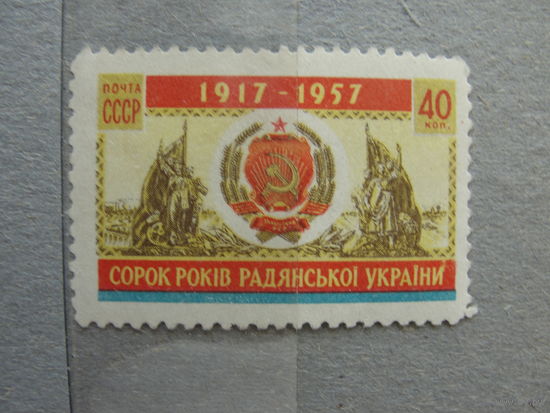 1917 - 1957
ПОЧТА
СССР
40
КОП.
СОРОК РОКІВ РАДЯНСЬКОЇ УКРАЇНИ